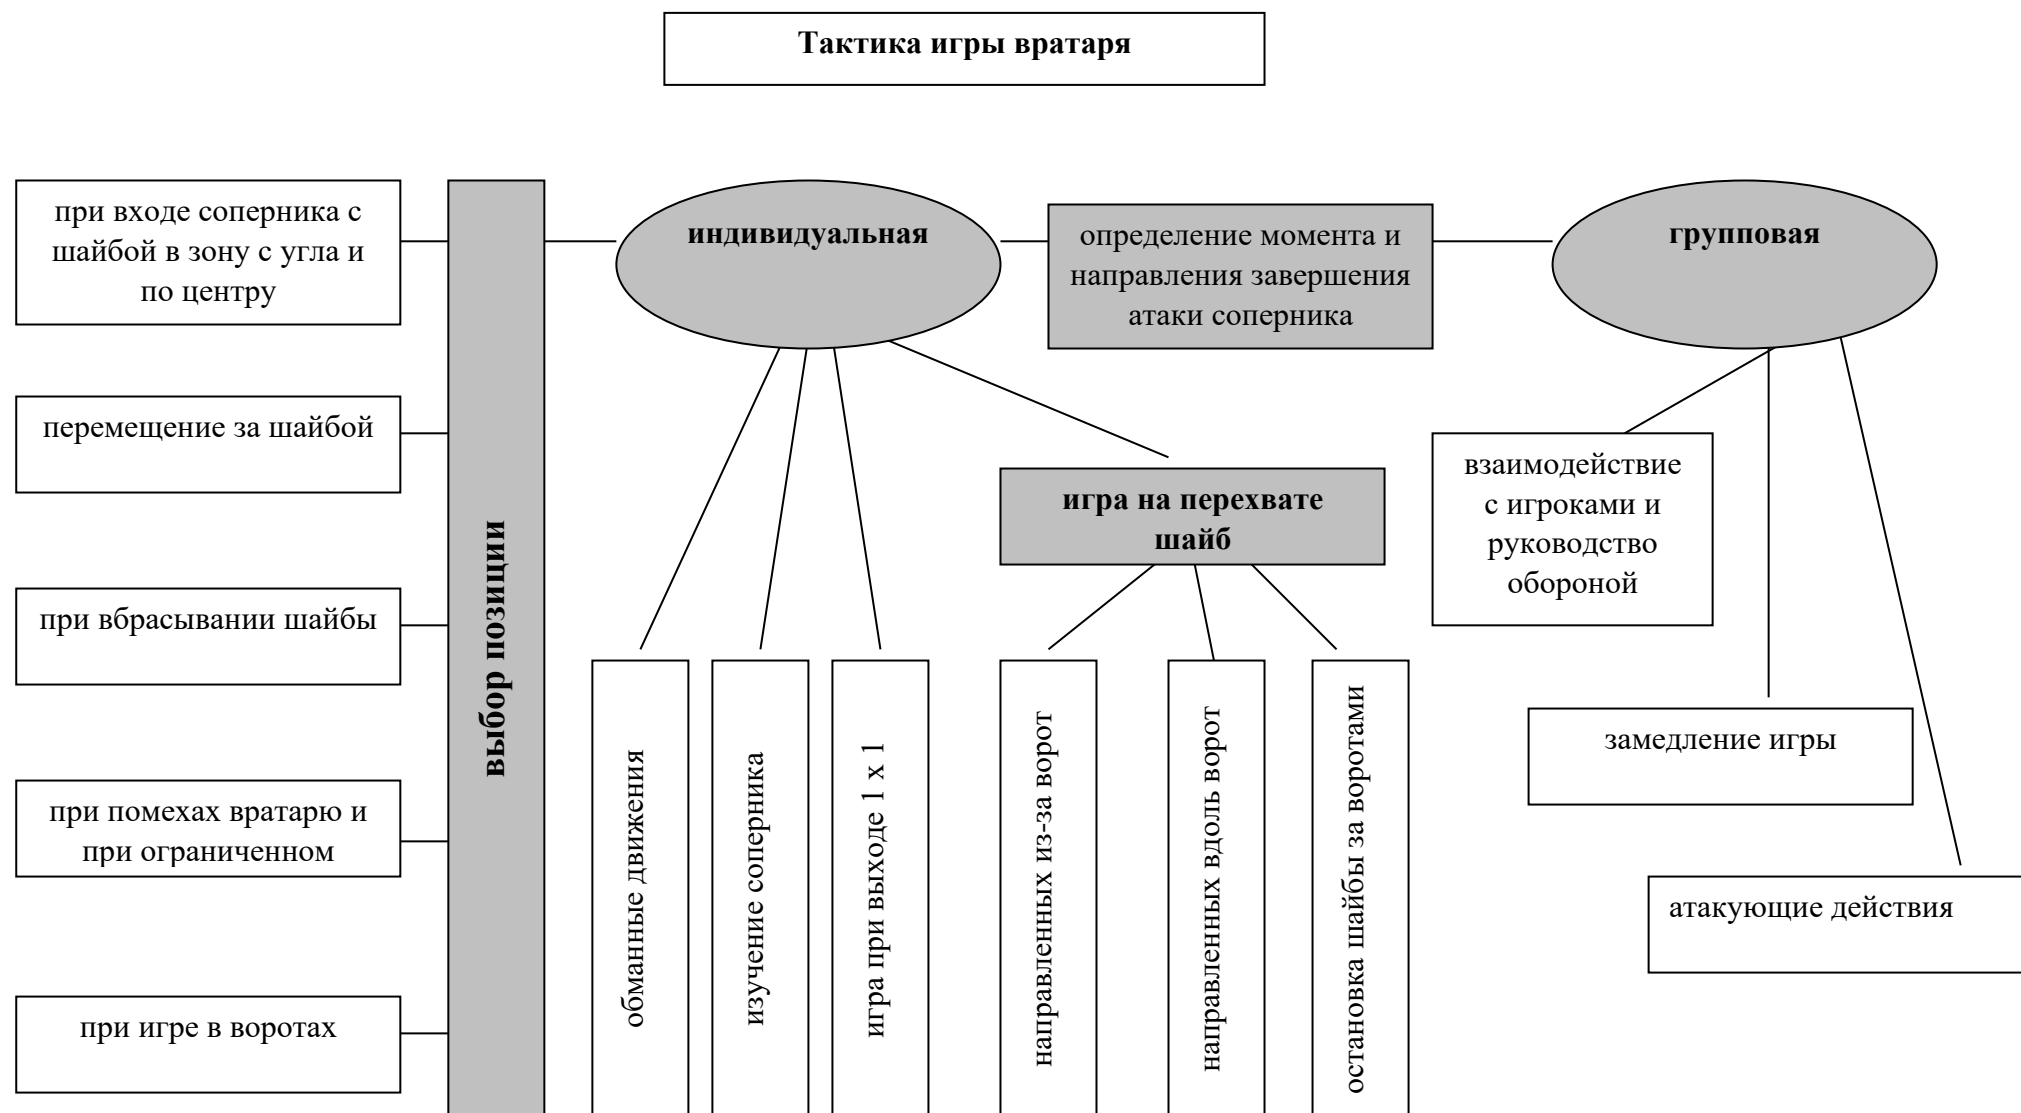 Тактика игры вратаря
при входе соперника с
шайбой в зону с угла и
по центру
индивидуальная
определение момента и
направления завершения
атаки соперника
групповая
перемещение за шайбой
взаимодействие
с игроками и
руководство
обороной
игра на перехвате
шайб
выбор позиции
при вбрасывании шайбы
замедление игры
при помехах вратарю и
при ограниченном
обманные движения
изучение соперника
игра при выходе 1 х 1
направленных из-за ворот
направленных вдоль ворот
остановка шайбы за воротами
атакующие действия
при игре в воротах